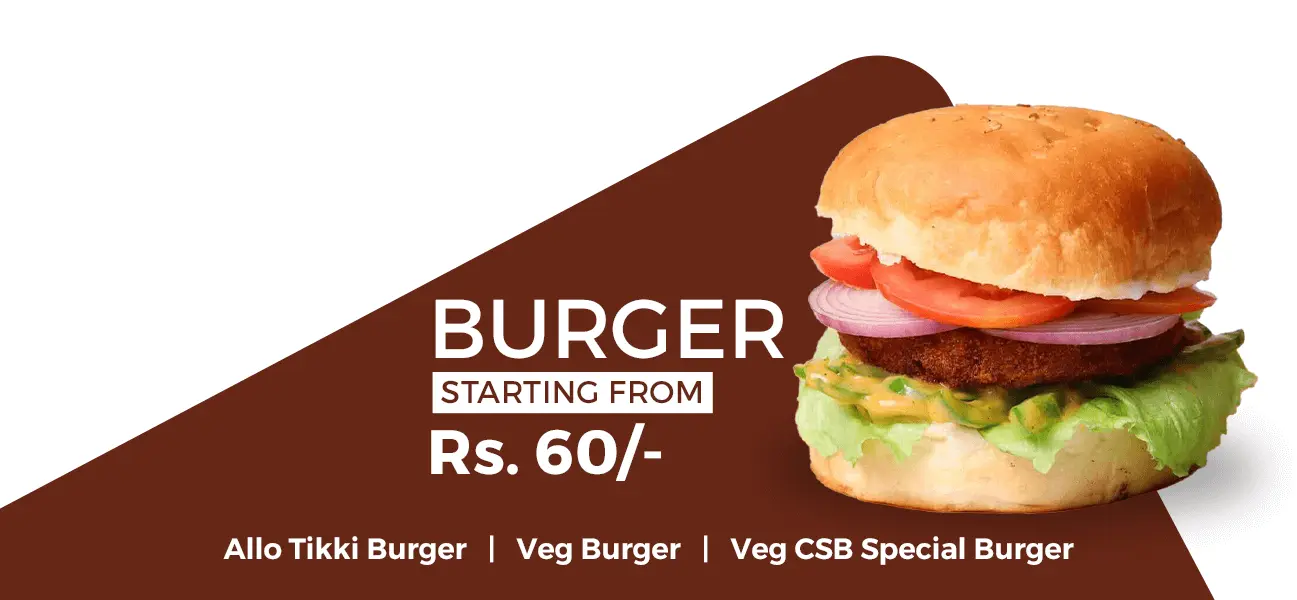 BURGER
STARTING FROM
Rs. 60/-
Allo Tikki Burger | Veg Burger | Veg CSB Special Burger